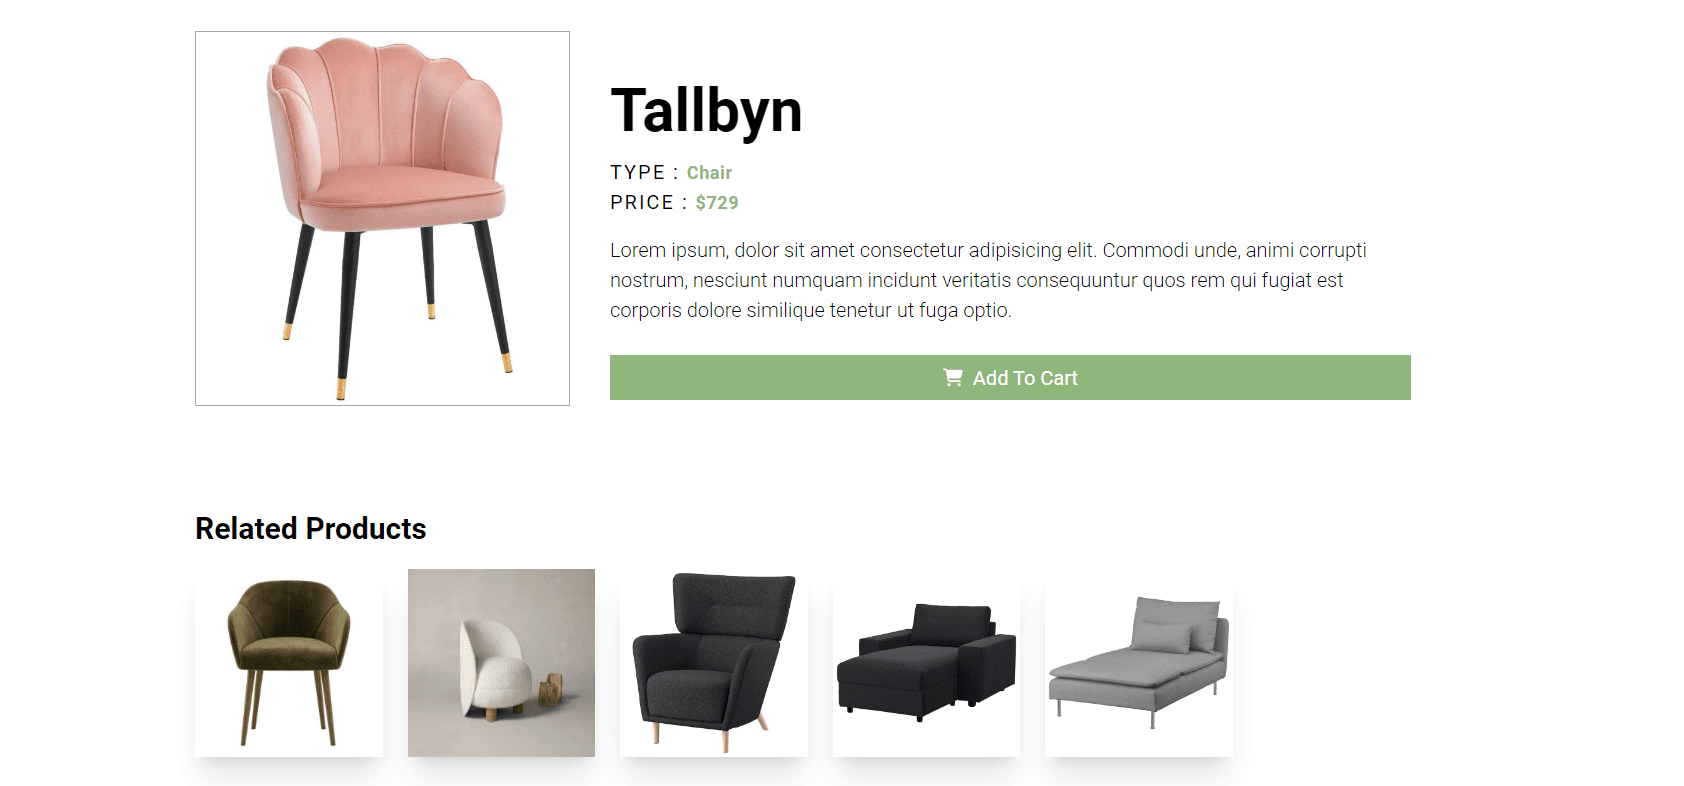 Tallbyn
TYPE : Chair
PRICE : $729
Lorem ipsum, dolor sit amet consectetur adipisicing elit. Commodi unde, animi corrupti
nostrum, nesciunt numquam incidunt veritatis consequuntur quos rem qui fugiat est
corporis dolore similique tenetur ut fuga optio.
Add To Cart
Related Products